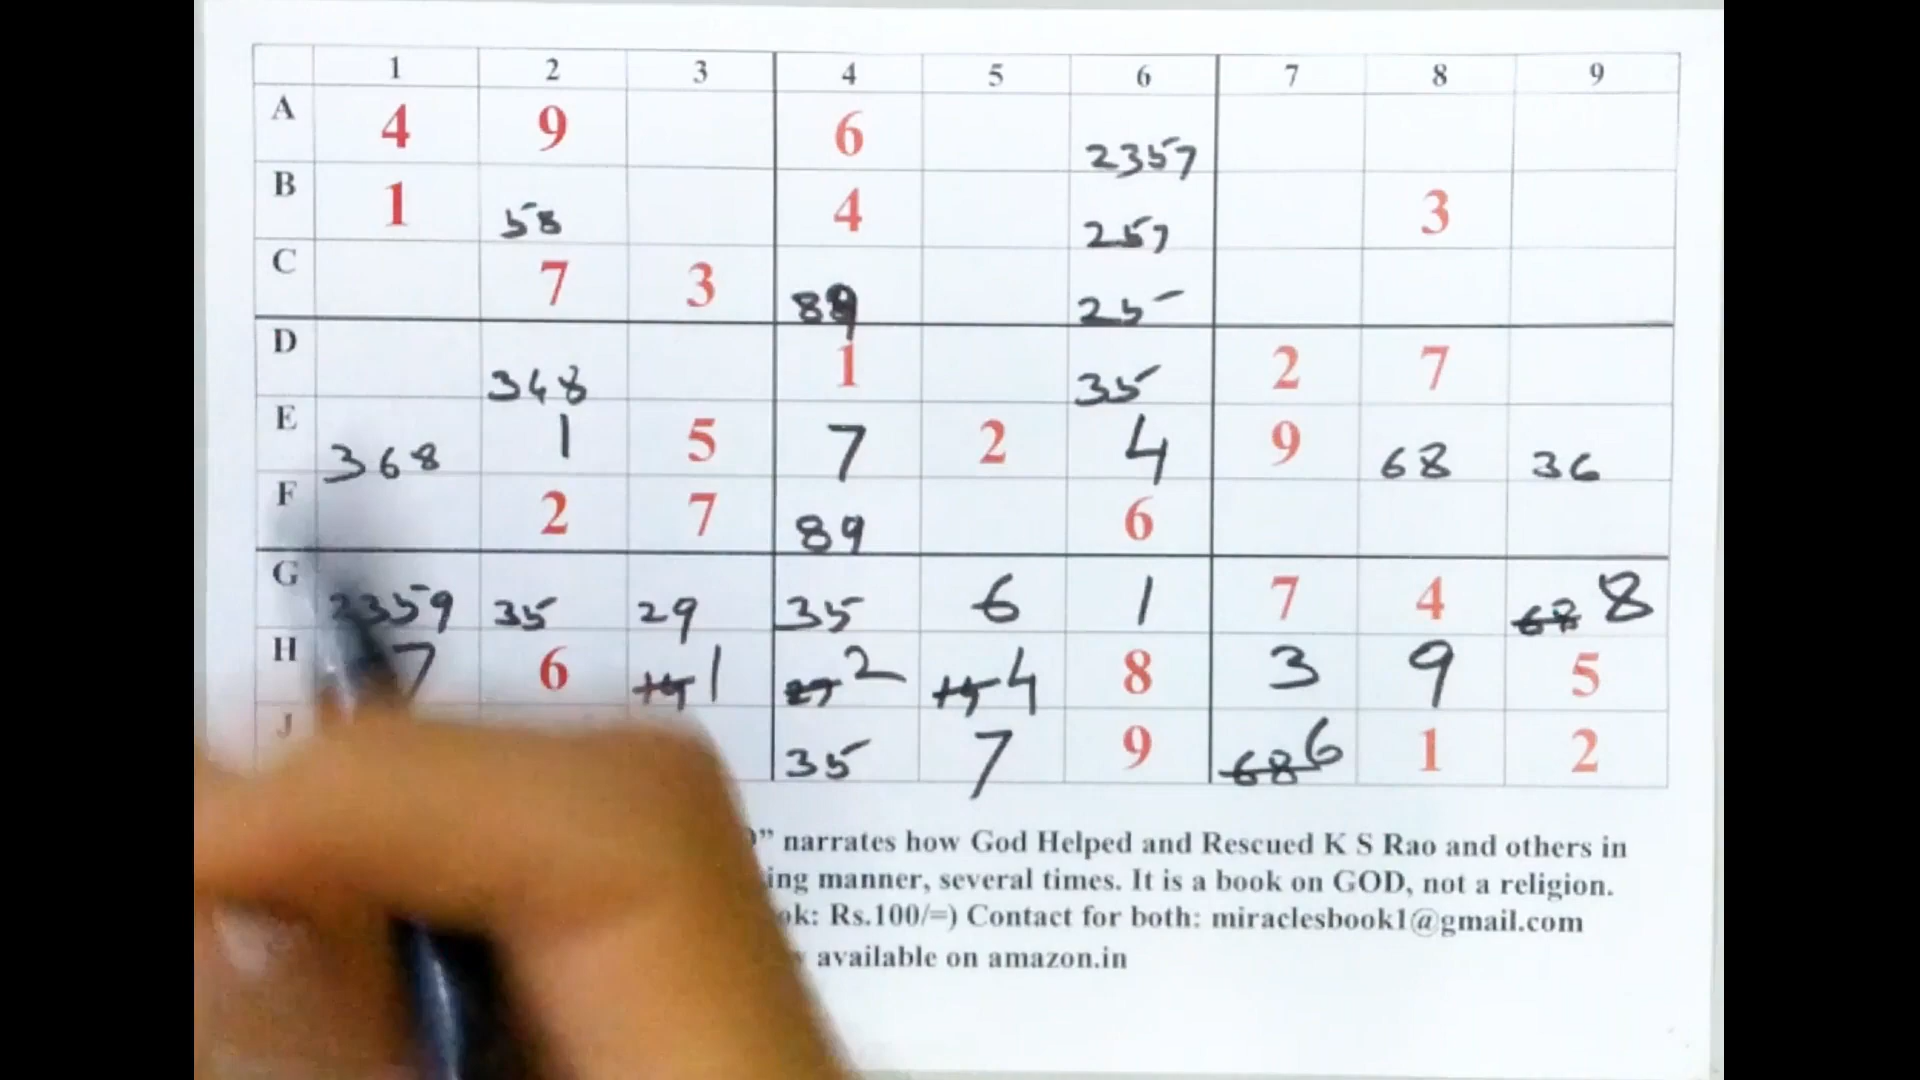 1 2 3 4 5 6 7 8 9
A 4 9 6 2357
B 1 58 4 257 3
C 7 3 89 25
D 348 1 35 2 7
E 368 1 5 7 2 4 9 68 36
F 2 7 89 6
G 2359 35 29 35 6 1 7 4 68 8
H 7 6 1 2 4 8 3 9 5
J 35 7 9 68 6 1 2
” narrates how God Helped and Rescued K S Rao and others in
ing manner, several times. It is a book on GOD, not a religion.
ok: Rs.100/=) Contact for both: miraclesbook1@gmail.com
available on amazon.in